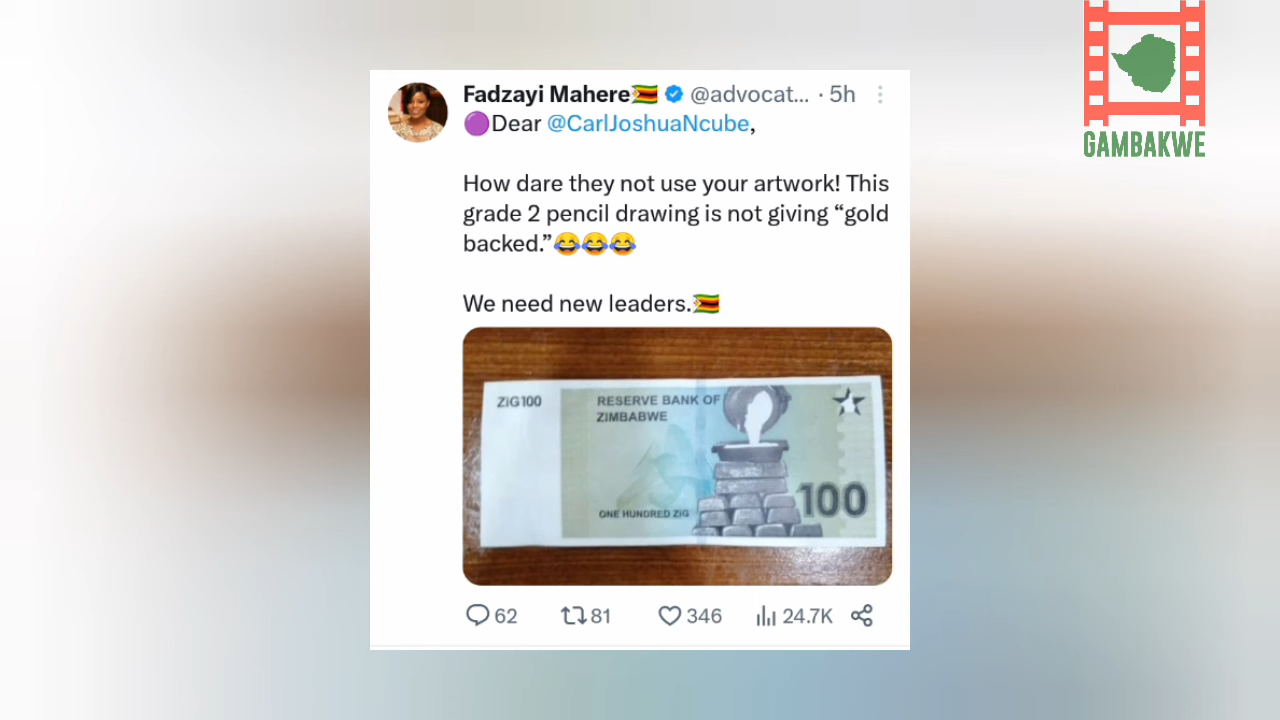 GAMBAKWE
Fadzayi Mahere🇿🇼 @advocat... · 5h
🟣Dear @CarlJoshuaNcube,
How dare they not use your artwork! This
grade 2 pencil drawing is not giving “gold
backed.”😂😂😂
We need new leaders.🇿🇼
ZiG100
RESERVE BANK OF
ZIMBABWE
ONE HUNDRED ZiG
100
62 81 346 24.7K